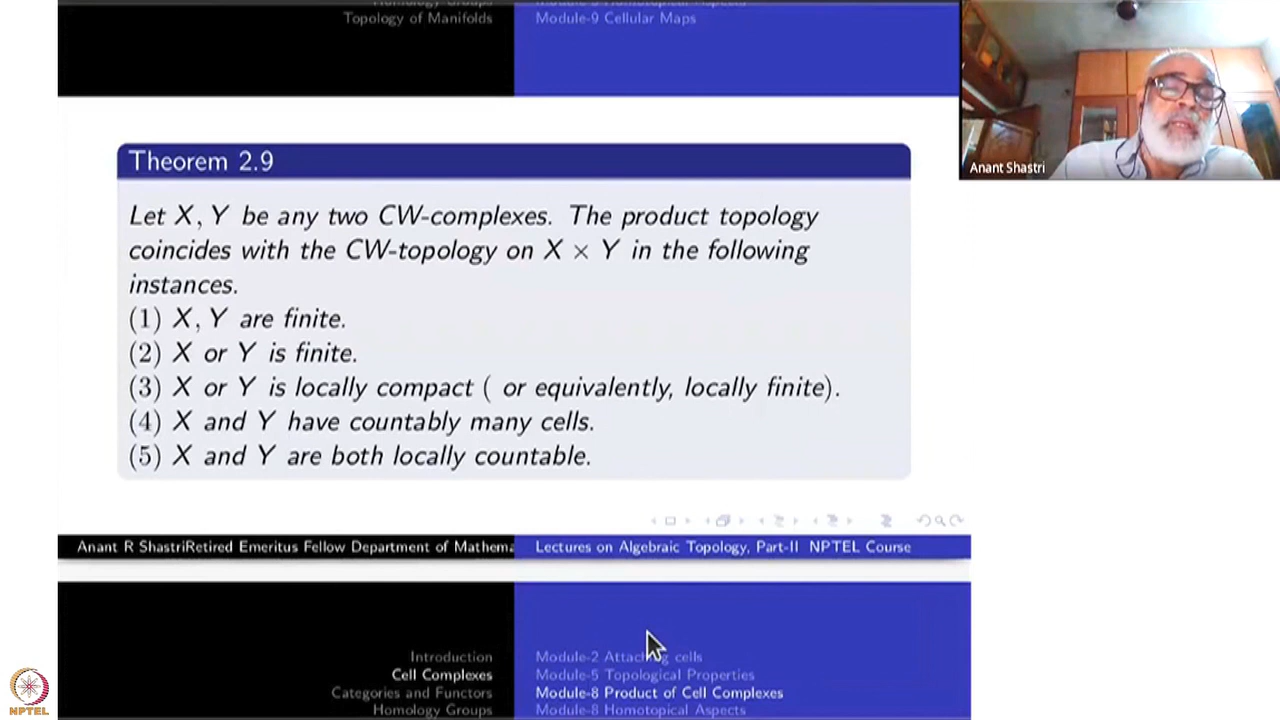 Topology of Manifolds
Module-9 Cellular Maps
Anant Shastri
Theorem 2.9
Let X, Y be any two CW-complexes. The product topology
coincides with the CW-topology on X × Y in the following
instances.
(1) X, Y are finite.
(2) X or Y is finite.
(3) X or Y is locally compact ( or equivalently, locally finite).
(4) X and Y have countably many cells.
(5) X and Y are both locally countable.
Anant R ShastriRetired Emeritus Fellow Department of Mathema
Lectures on Algebraic Topology, Part-II NPTEL Course
Introduction
Cell Complexes
Categories and Functors
Homology Groups
Module-2 Attaching cells
Module-5 Topological Properties
Module-8 Product of Cell Complexes
Module-8 Homotopical Aspects
NPTEL